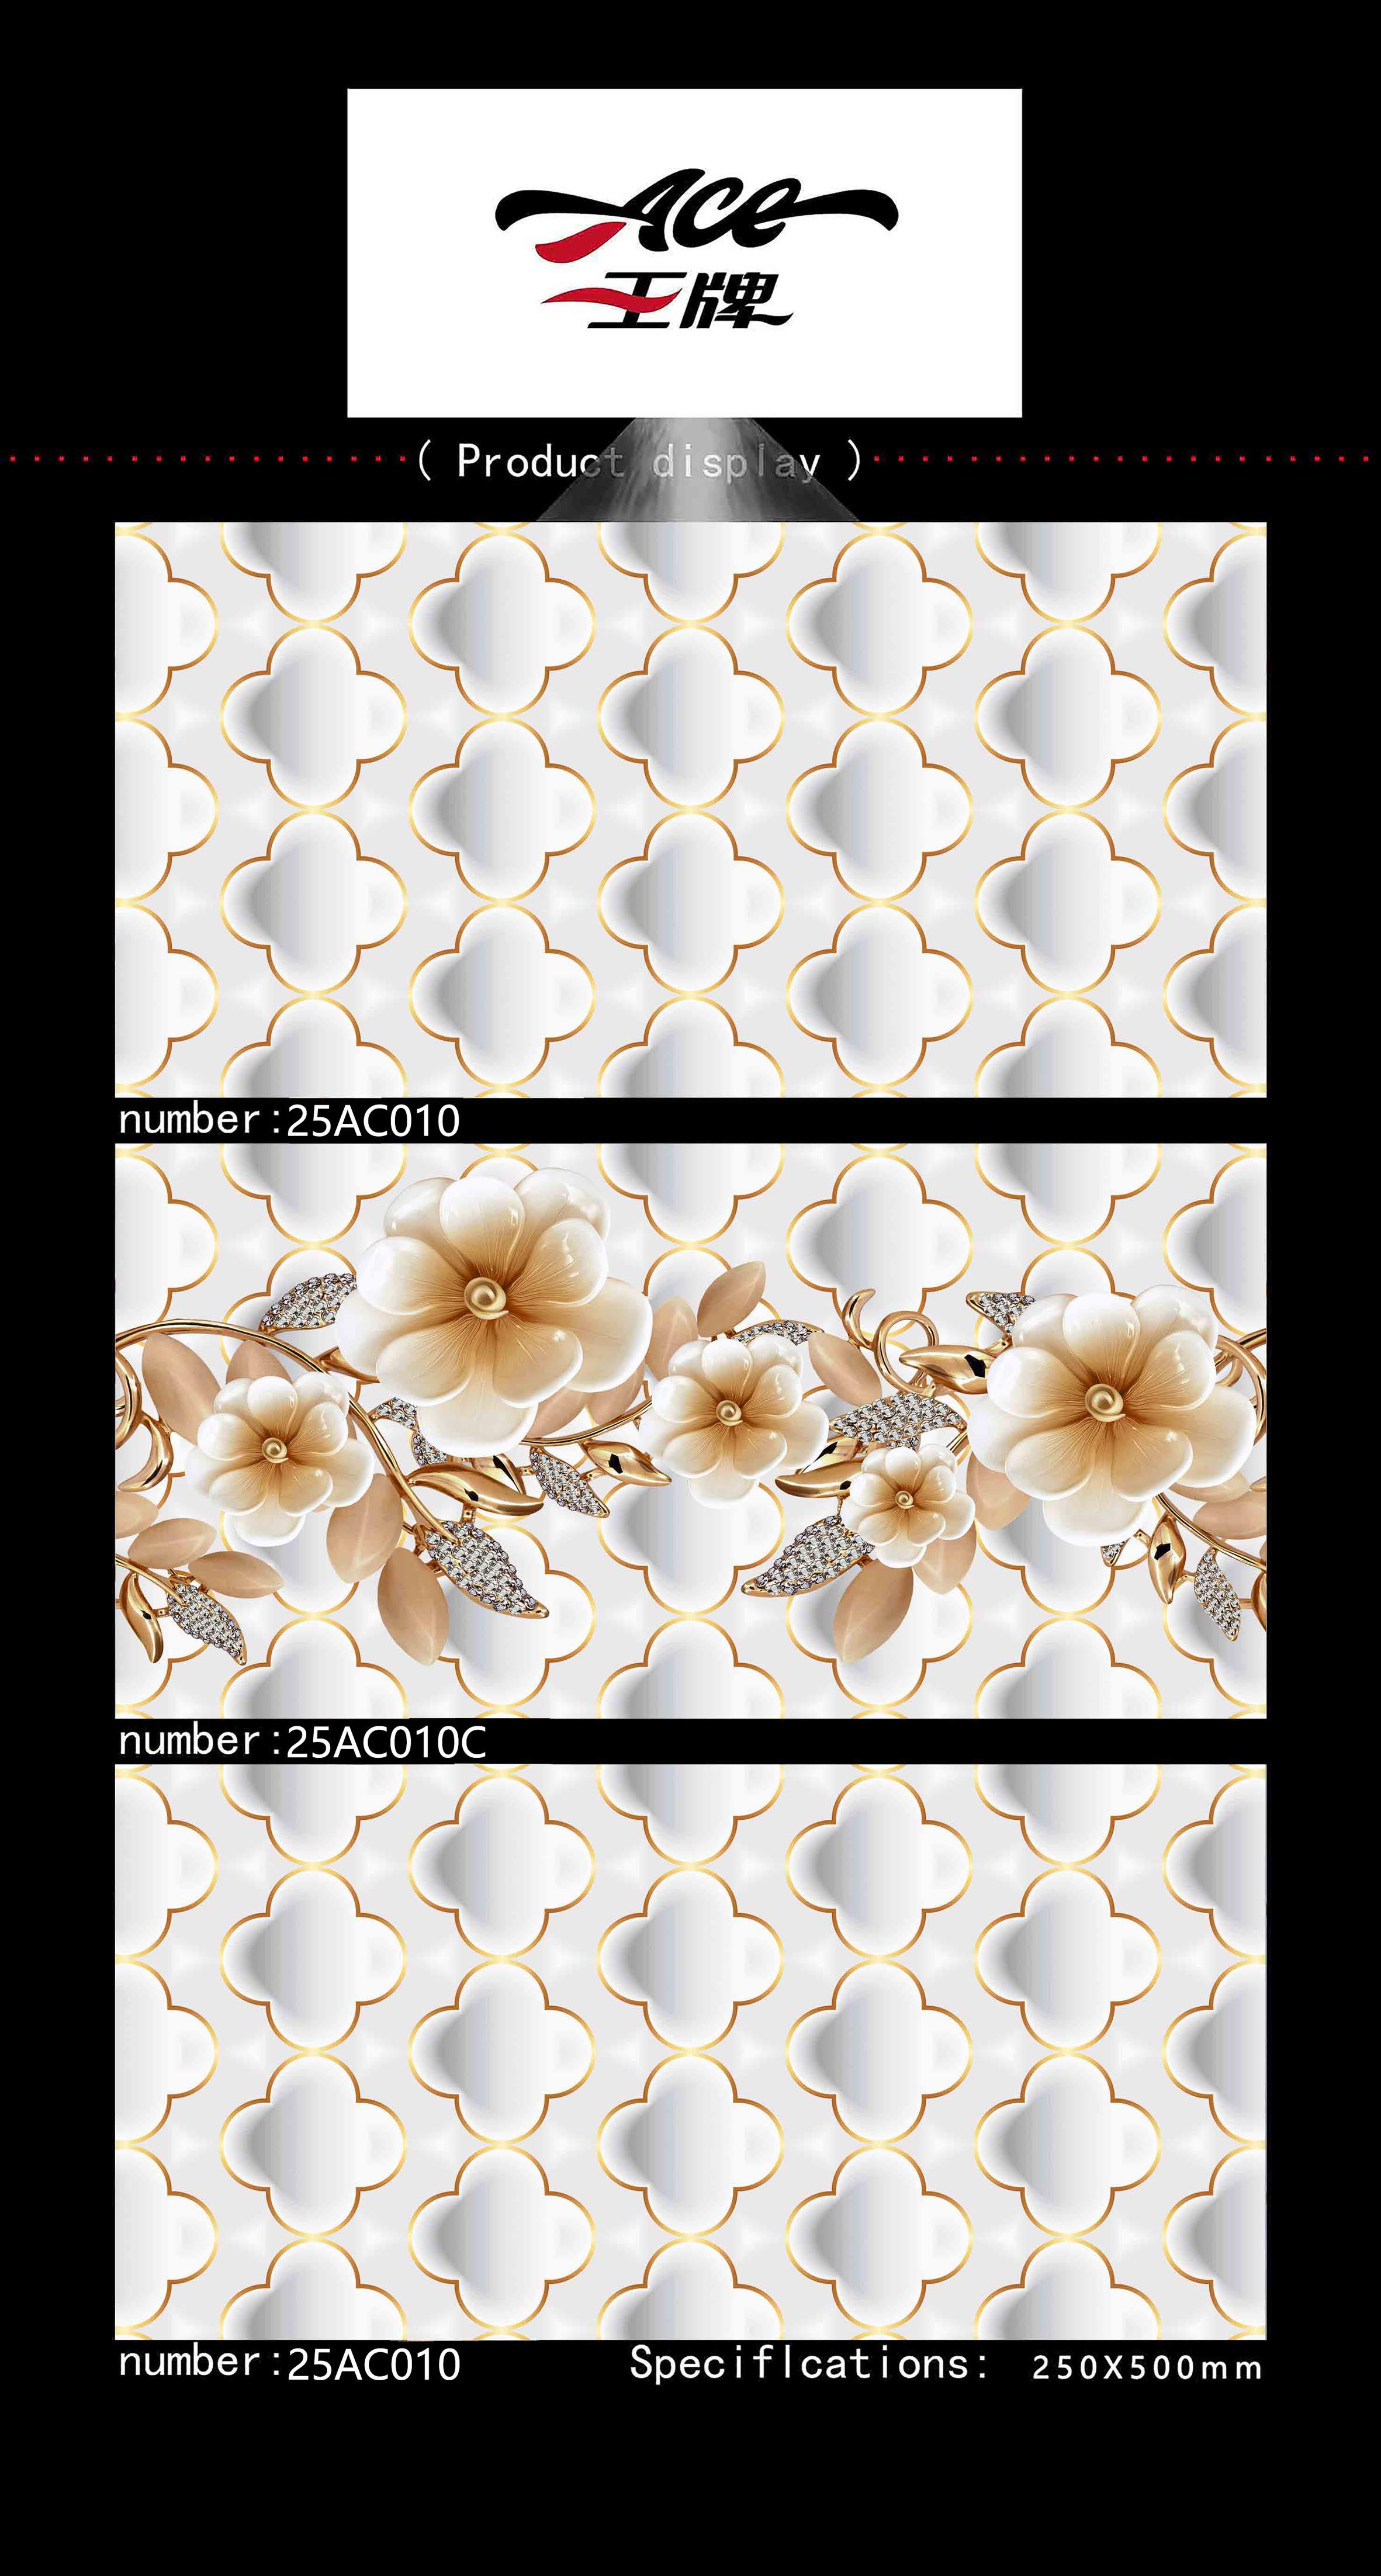 Ace
王牌
( Product display )
number:25AC010
number:25AC010C
number:25AC010
Speciflcations: 250X500mm